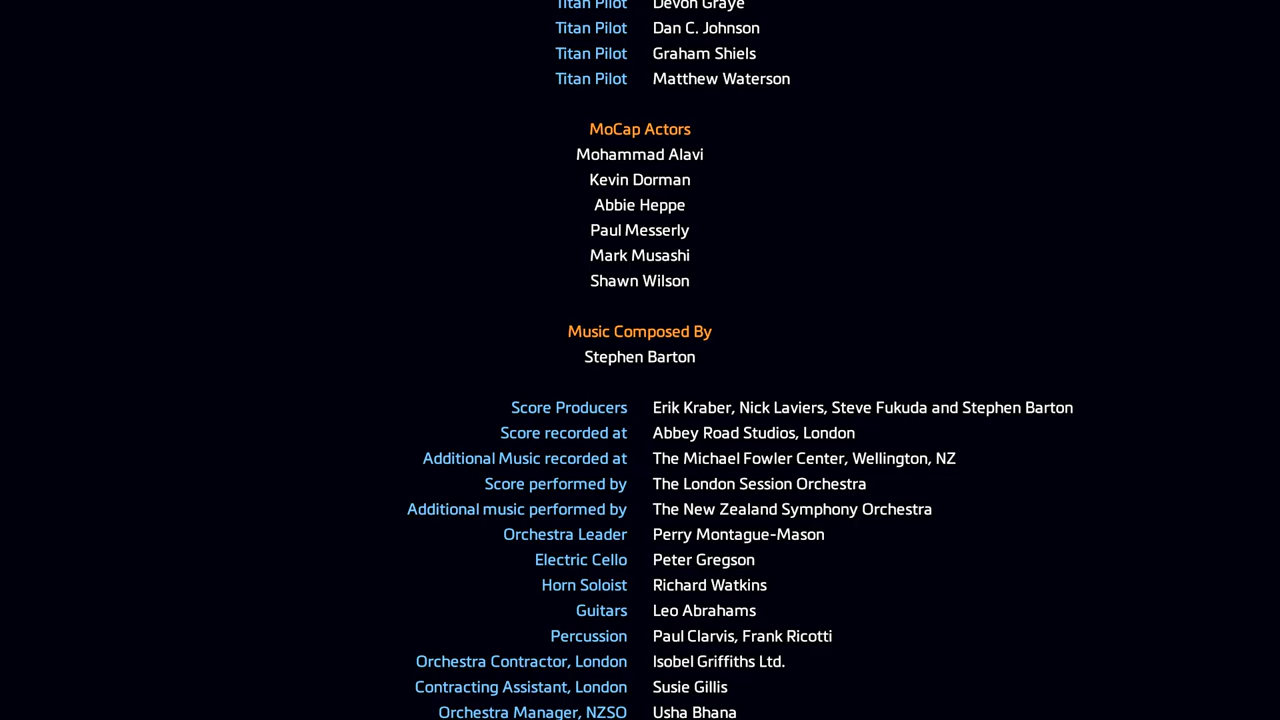 Titan Pilot Devon Graye
Titan Pilot Dan C. Johnson
Titan Pilot Graham Shiels
Titan Pilot Matthew Waterson
MoCap Actors
Mohammad Alavi
Kevin Dorman
Abbie Heppe
Paul Messerly
Mark Musashi
Shawn Wilson
Music Composed By
Stephen Barton
Score Producers Erik Kraber, Nick Laviers, Steve Fukuda and Stephen Barton
Score recorded at Abbey Road Studios, London
Additional Music recorded at The Michael Fowler Center, Wellington, NZ
Score performed by The London Session Orchestra
Additional music performed by The New Zealand Symphony Orchestra
Orchestra Leader Perry Montague-Mason
Electric Cello Peter Gregson
Horn Soloist Richard Watkins
Guitars Leo Abrahams
Percussion Paul Clarvis, Frank Ricotti
Orchestra Contractor, London Isobel Griffiths Ltd.
Contracting Assistant, London Susie Gillis
Orchestra Manager, NZSO Usha Bhana